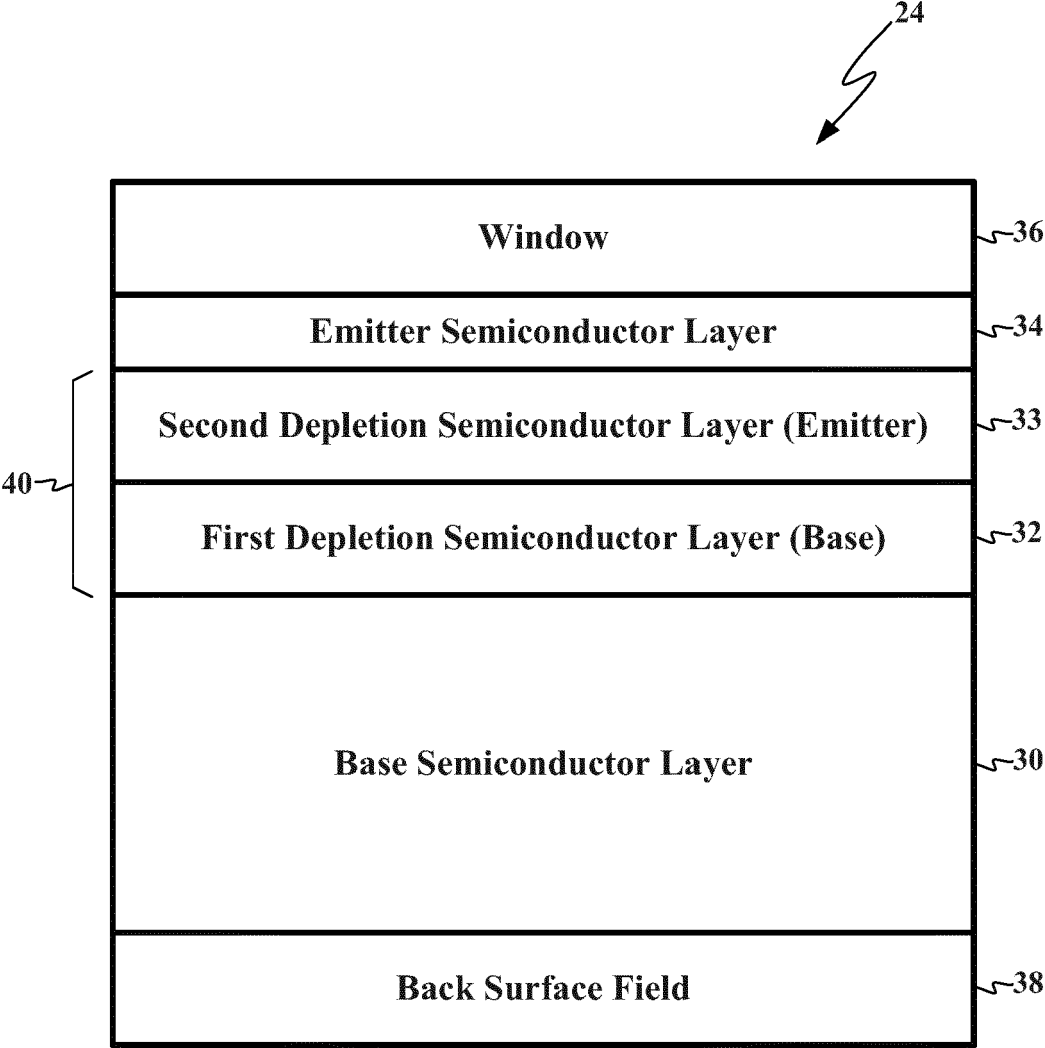 24
Window
36
Emitter Semiconductor Layer
34
Second Depletion Semiconductor Layer (Emitter)
33
40
First Depletion Semiconductor Layer (Base)
32
Base Semiconductor Layer
30
Back Surface Field
38